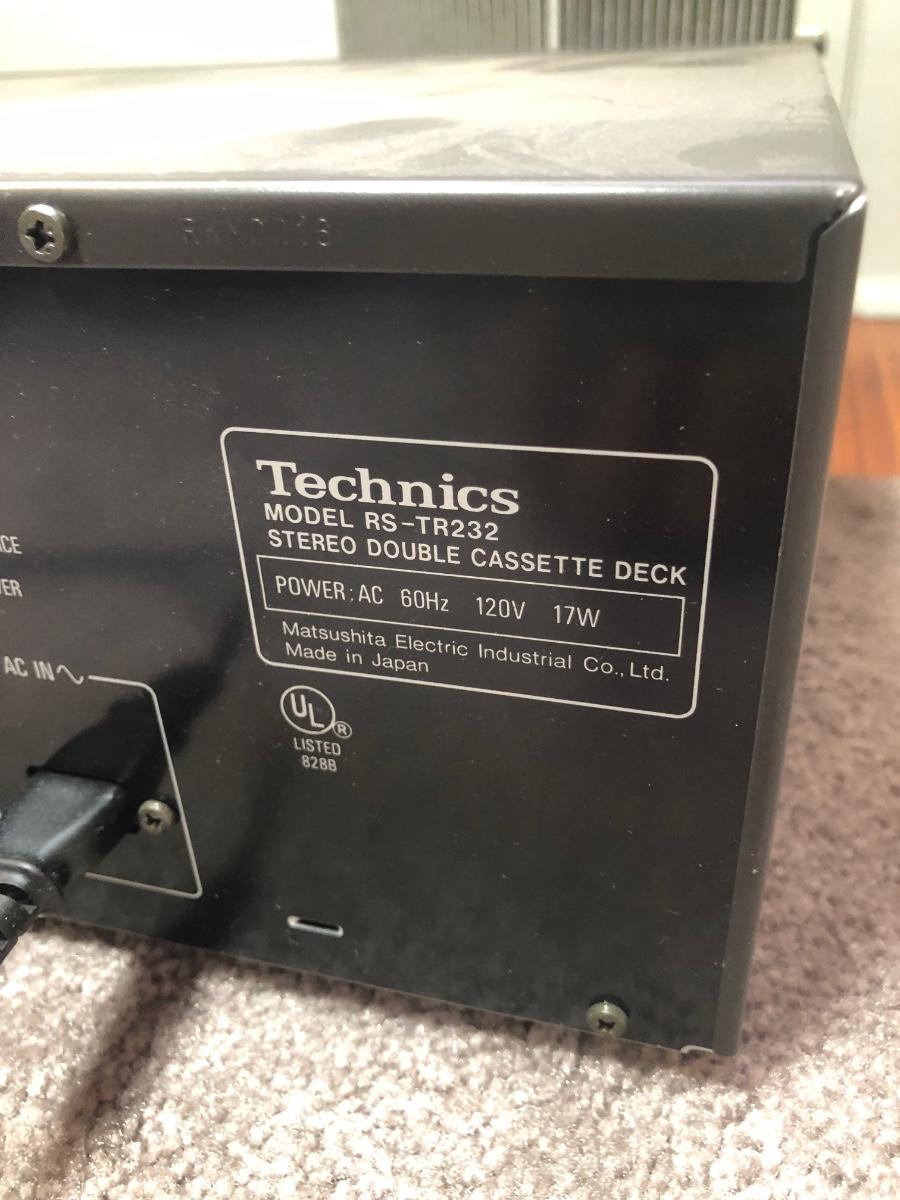 Technics
MODEL RS-TR232
STEREO DOUBLE CASSETTE DECK
POWER: AC 60Hz 120V 17W
Matsushita Electric Industrial Co., Ltd.
Made in Japan
AC IN
UL®
LISTED
828B